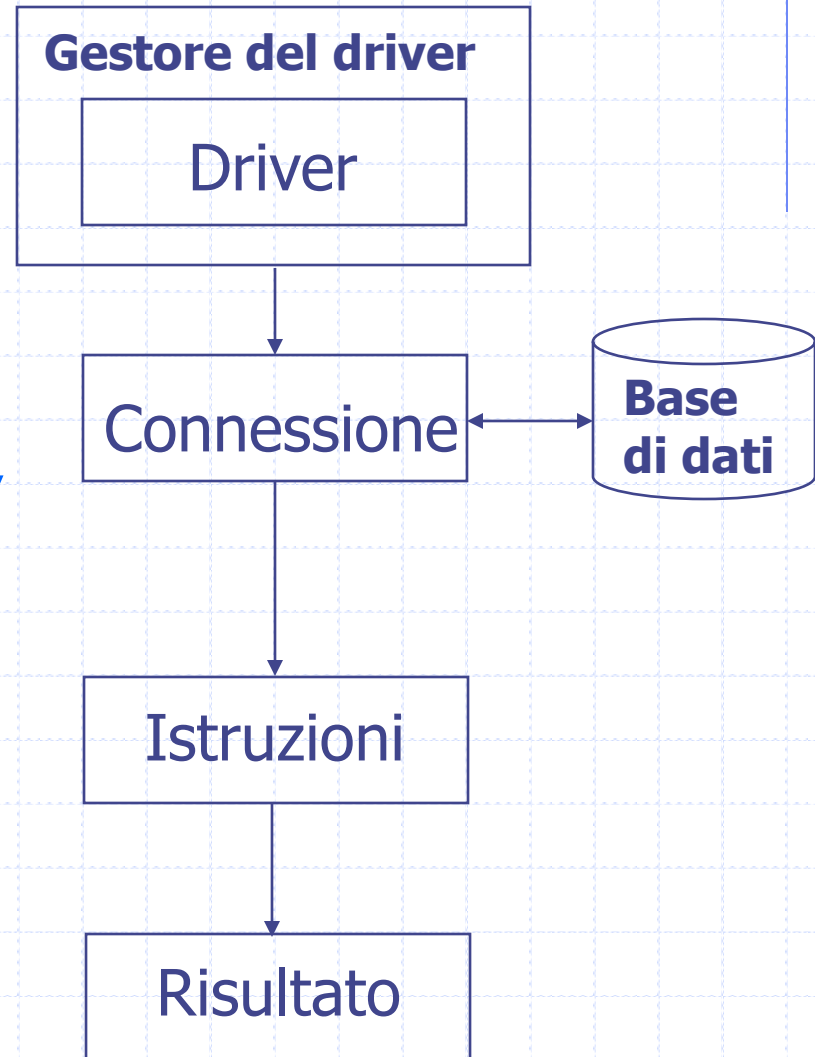 Gestore del driver
Driver
Connessione
Base
di dati
Istruzioni
Risultato